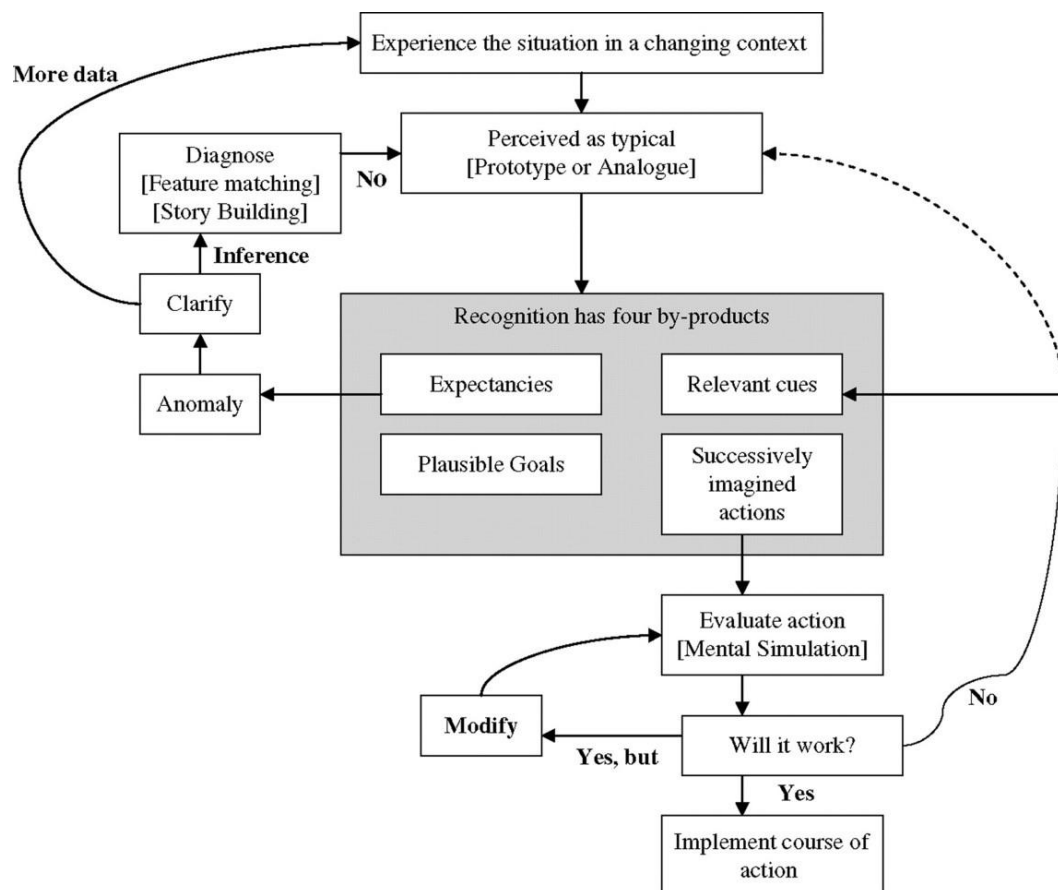 Experience the situation in a changing context
More data
Perceived as typical
[Prototype or Analogue]
Diagnose
[Feature matching]
[Story Building]
No
Inference
Clarify
Recognition has four by-products
Expectancies
Relevant cues
Anomaly
Plausible Goals
Successively
imagined
actions
Evaluate action
[Mental Simulation]
No
Modify
Will it work?
Yes, but
Yes
Implement course of
action